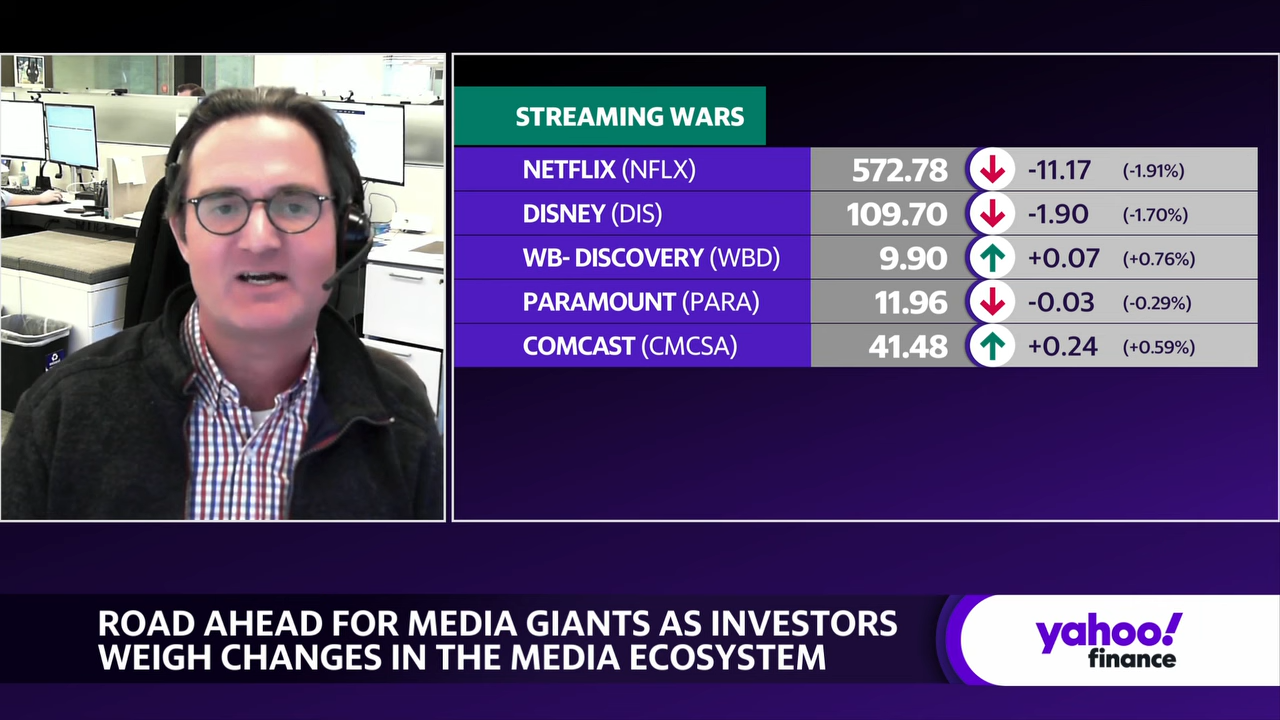 STREAMING WARS
NETFLIX (NFLX) 572.78 -11.17 (-1.91%)
DISNEY (DIS) 109.70 -1.90 (-1.70%)
WB- DISCOVERY (WBD) 9.90 +0.07 (+0.76%)
PARAMOUNT (PARA) 11.96 -0.03 (-0.29%)
COMCAST (CMCSA) 41.48 +0.24 (+0.59%)
ROAD AHEAD FOR MEDIA GIANTS AS INVESTORS
WEIGH CHANGES IN THE MEDIA ECOSYSTEM
yahoo!
finance